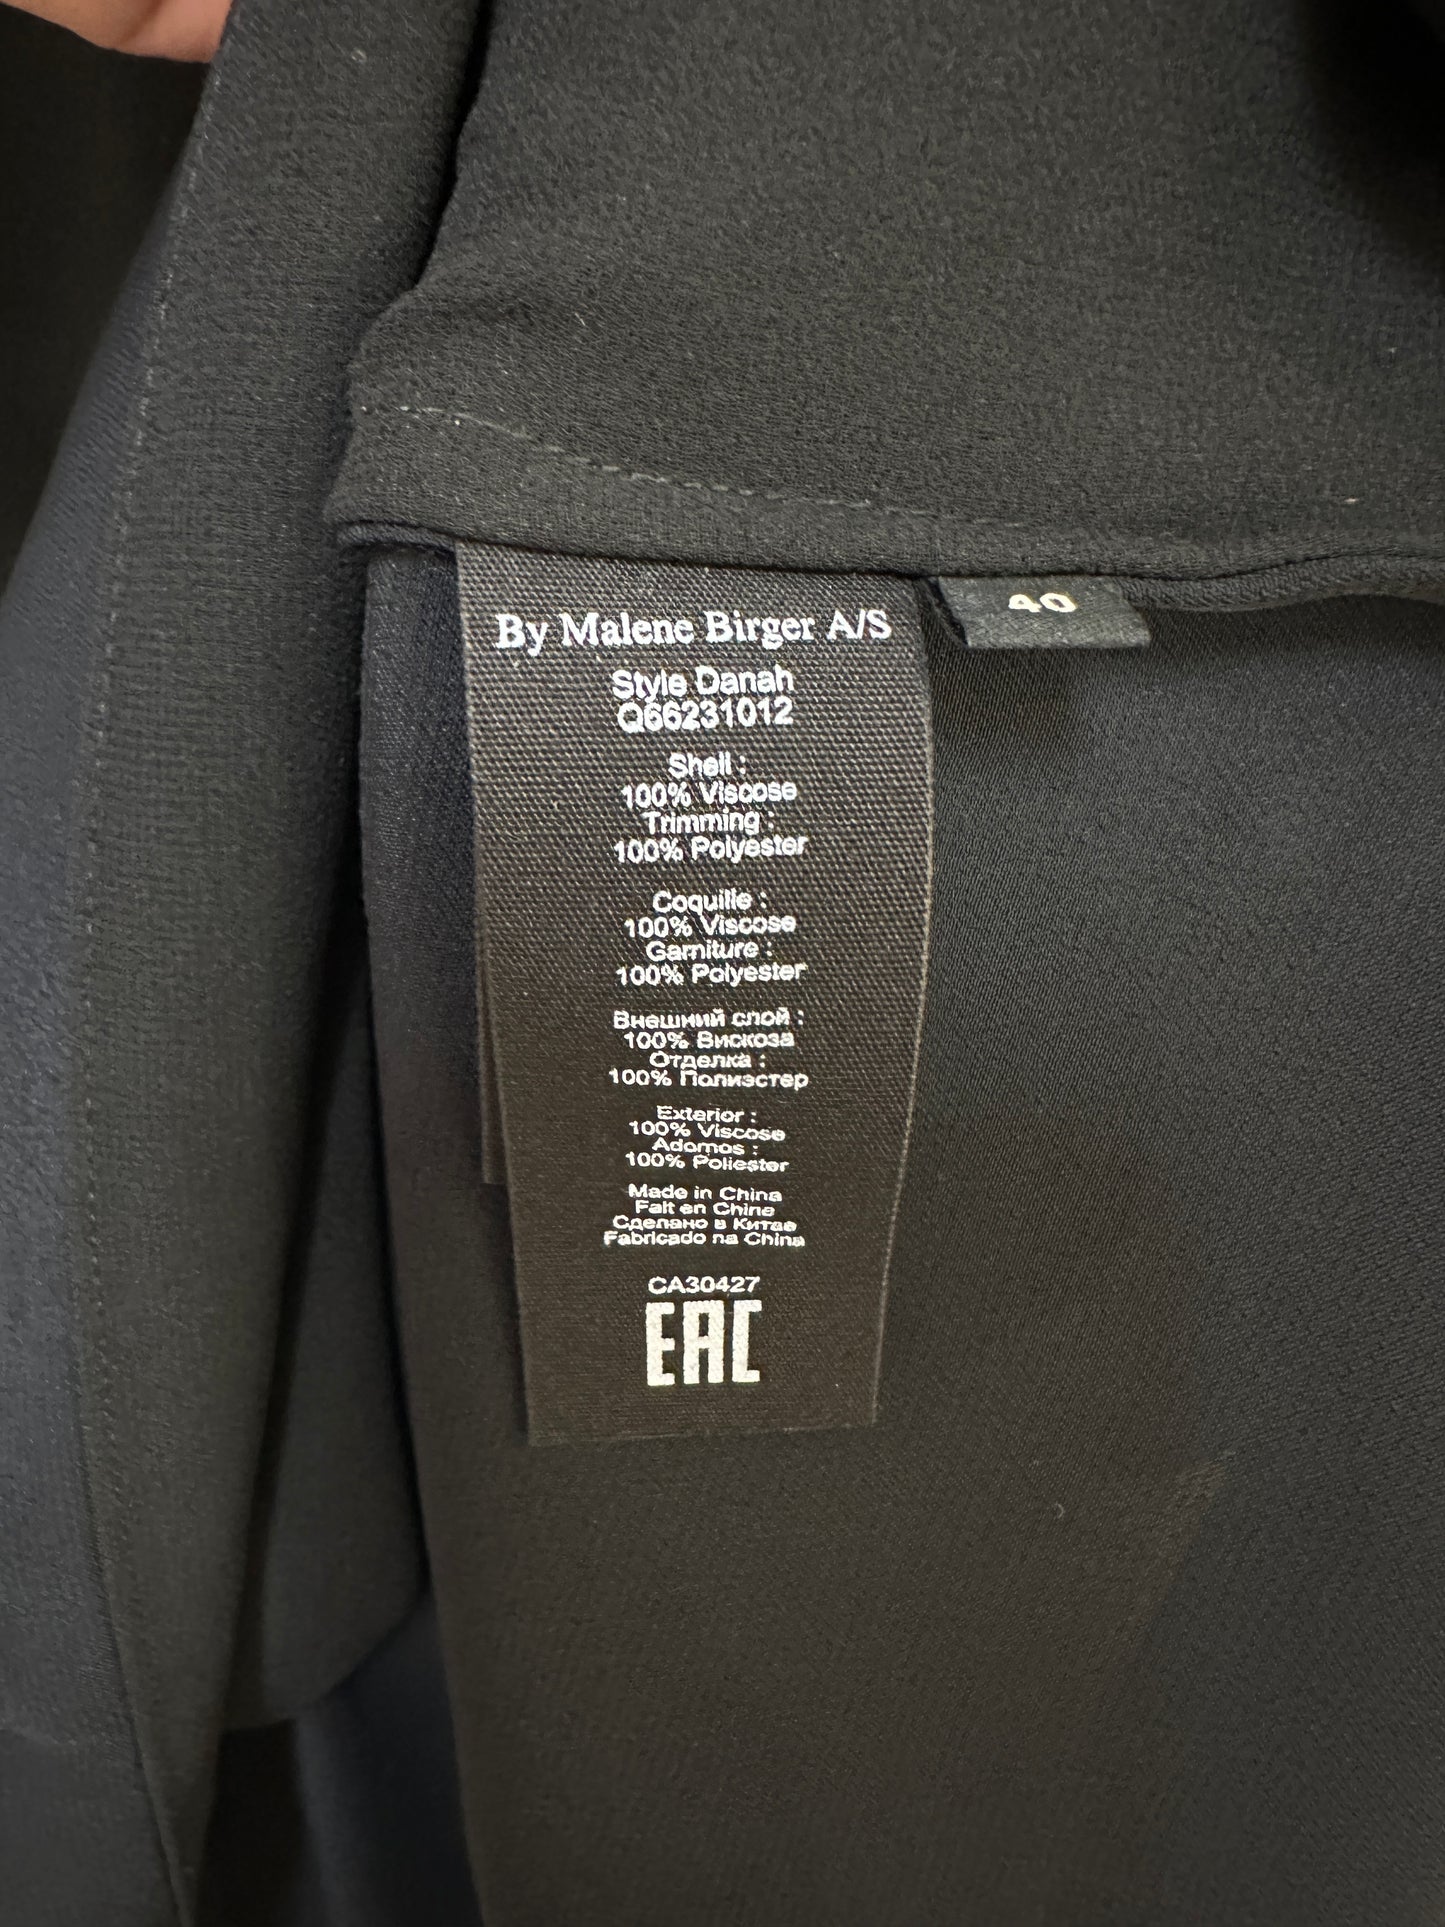 By Malene Birger A/S
40
Style Danah
Q66231012
Shell :
100% Viscose
Trimming :
100% Polyester
Coquille :
100% Viscose
Garniture :
100% Polyester
Внешний слой :
100% Вискоза
Отделка :
100% Полиэстер
Exterior :
100% Viscose
Adornos :
100% Poliester
Made in China
Fait en Chine
Сделано в Китае
Fabricado na China
CA30427
EAC